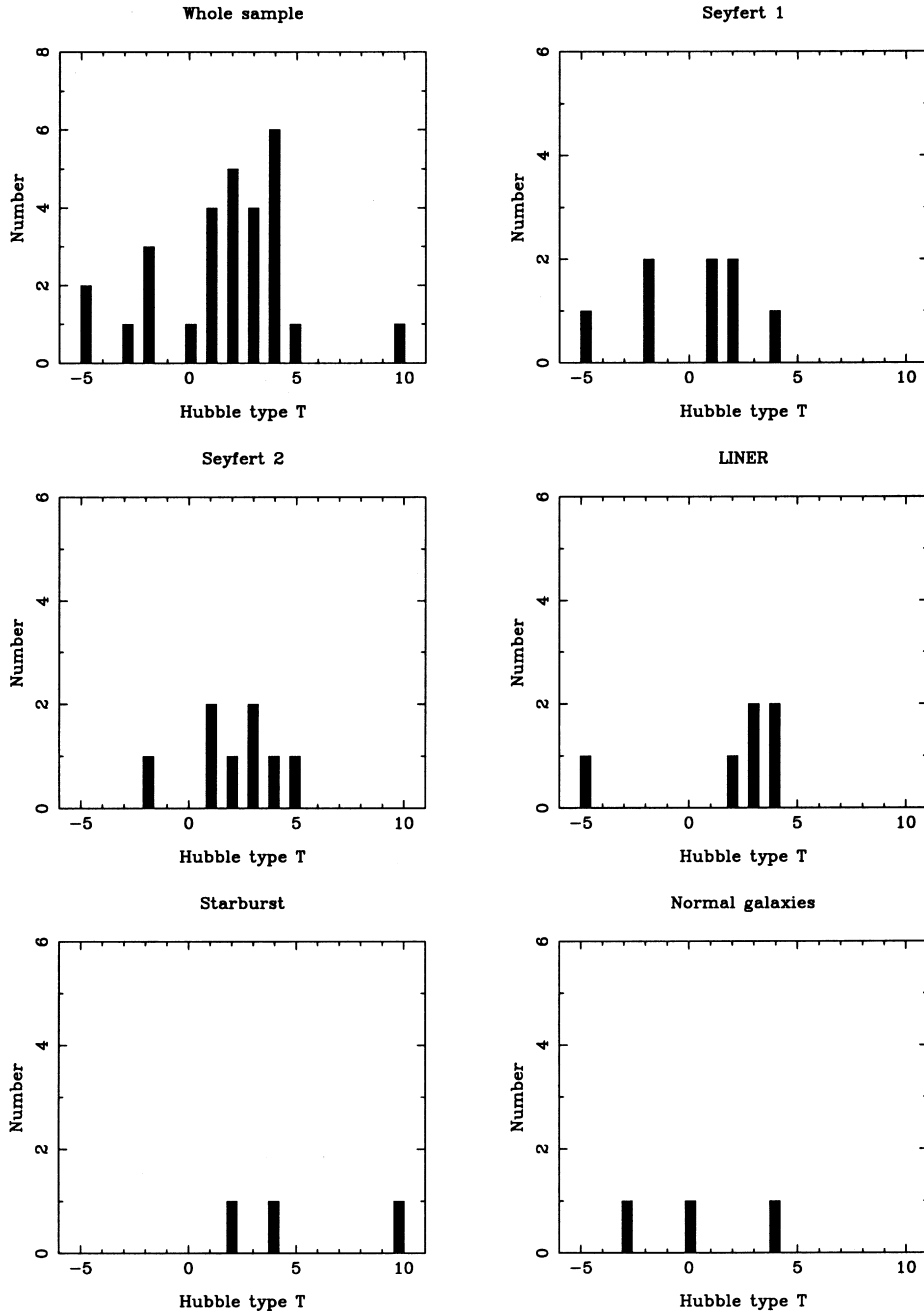 Whole sample
Number
0 2 4 6 8
−5 0 5 10
Hubble type T
Seyfert 1
Number
0 2 4 6
−5 0 5 10
Hubble type T
Seyfert 2
Number
0 2 4 6
−5 0 5 10
Hubble type T
LINER
Number
0 2 4 6
−5 0 5 10
Hubble type T
Starburst
Number
0 2 4 6
−5 0 5 10
Hubble type T
Normal galaxies
Number
0 2 4 6
−5 0 5 10
Hubble type T